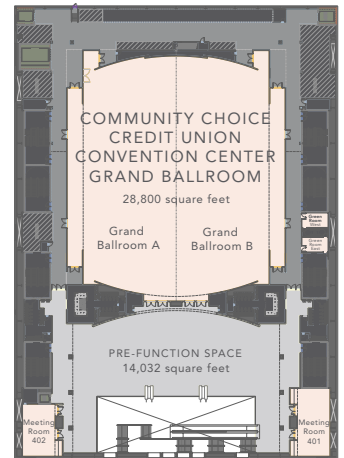 COMMUNITY CHOICE
CREDIT UNION
CONVENTION CENTER
GRAND BALLROOM
28,800 square feet
Grand
Ballroom A
Grand
Ballroom B
Green
Room
West
Green
Room
East
PRE-FUNCTION SPACE
14,032 square feet
Meeting
Room
402
Meeting
Room
401